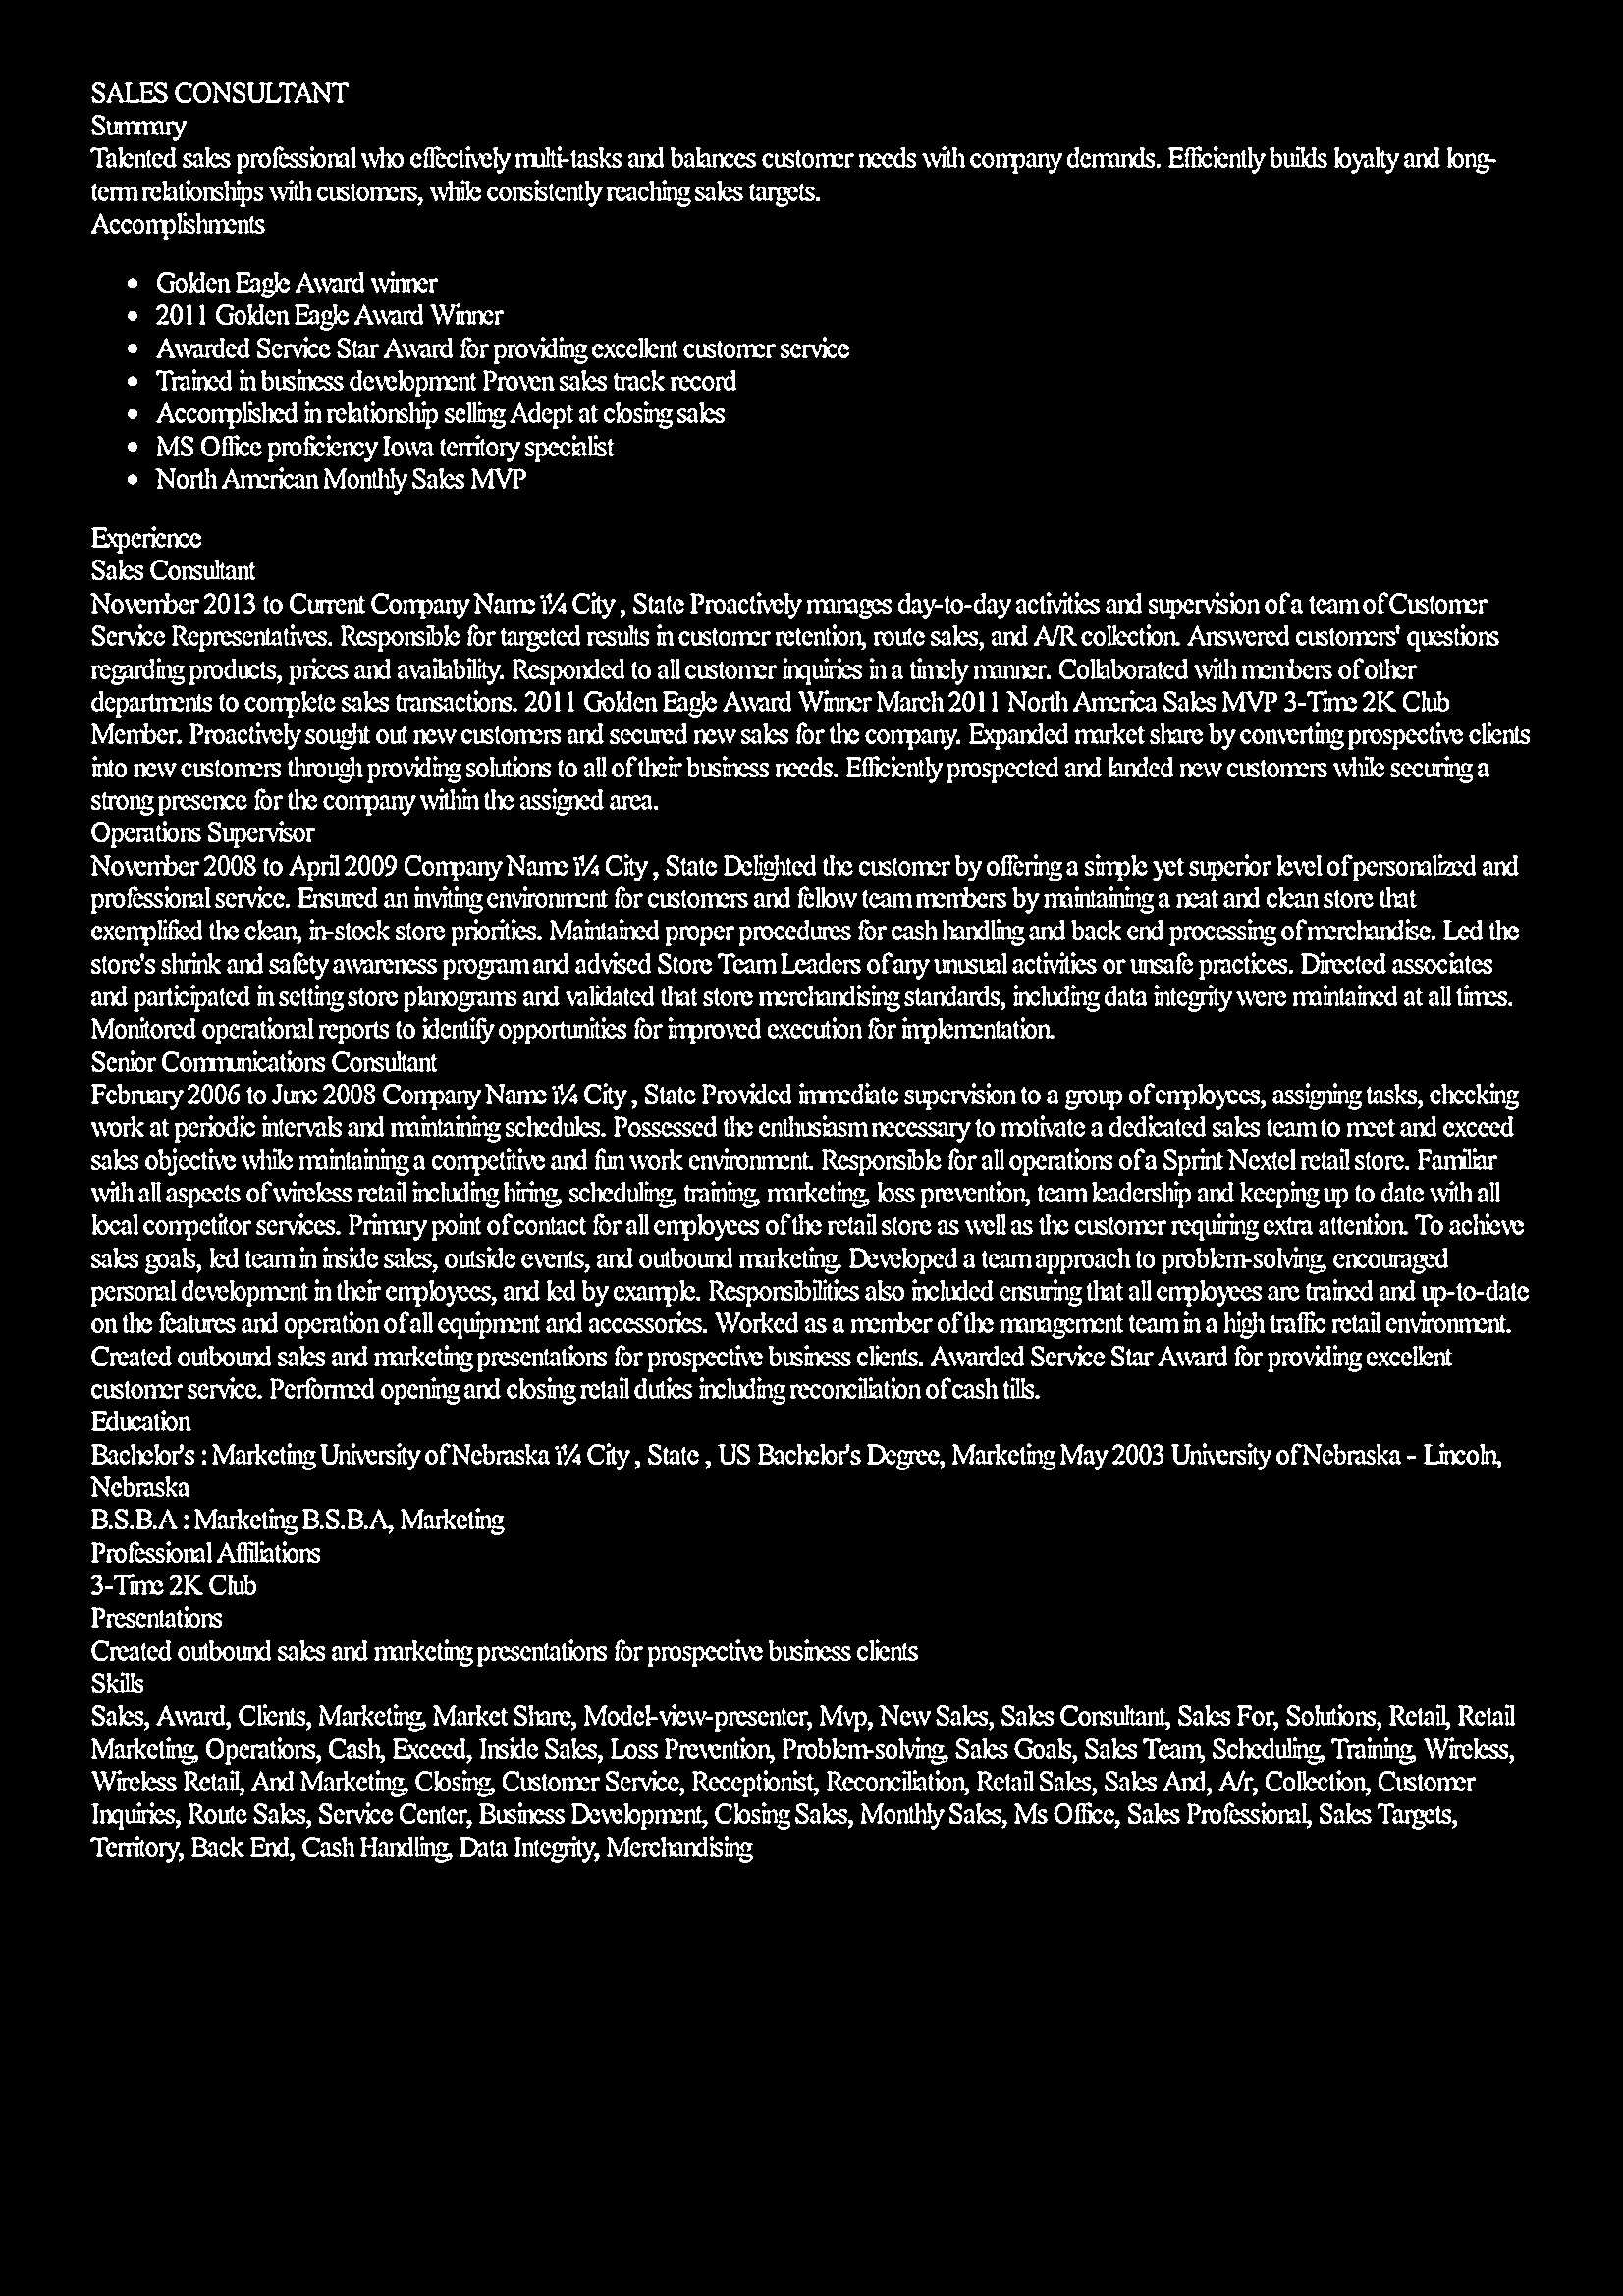 SALES CONSULTANT
Summary
Talented sales professional who effectively multi-tasks and balances customer needs with company demands. Efficiently builds loyalty and long-
term relationships with customers, while consistently reaching sales targets.
Accomplishments
• Golden Eagle Award winner
• 2011 Golden Eagle Award Winner
• Awarded Service Star Award for providing excellent customer service
• Trained in business development Proven sales track record
• Accomplished in relationship selling Adept at closing sales
• MS Office proficiency Iowa territory specialist
• North American Monthly Sales MVP
Experience
Sales Consultant
November 2013 to Current Company Name ï¼ City , State Proactively manages day-to-day activities and supervision of a team of Customer
Service Representatives. Responsible for targeted results in customer retention, route sales, and A/R collection. Answered customers' questions
regarding products, prices and availability. Responded to all customer inquiries in a timely manner. Collaborated with members of other
departments to complete sales transactions. 2011 Golden Eagle Award Winner March 2011 North America Sales MVP 3-Time 2K Club
Member. Proactively sought out new customers and secured new sales for the company. Expanded market share by converting prospective clients
into new customers through providing solutions to all of their business needs. Efficiently prospected and landed new customers while securing a
strong presence for the company within the assigned area.
Operations Supervisor
November 2008 to April 2009 Company Name ï¼ City , State Delighted the customer by offering a simple yet superior level of personalized and
professional service. Ensured an inviting environment for customers and fellow team members by maintaining a neat and clean store that
exemplified the clean, in-stock store priorities. Maintained proper procedures for cash handling and back end processing of merchandise. Led the
store's shrink and safety awareness program and advised Store Team Leaders of any unusual activities or unsafe practices. Directed associates
and participated in setting store planograms and validated that store merchandising standards, including data integrity were maintained at all times.
Monitored operational reports to identify opportunities for improved execution for implementation.
Senior Communications Consultant
February 2006 to June 2008 Company Name ï¼ City , State Provided immediate supervision to a group of employees, assigning tasks, checking
work at periodic intervals and maintaining schedules. Possessed the enthusiasm necessary to motivate a dedicated sales team to meet and exceed
sales objective while maintaining a competitive and fun work environment. Responsible for all operations of a Sprint Nextel retail store. Familiar
with all aspects of wireless retail including hiring, scheduling, training, marketing, loss prevention, team leadership and keeping up to date with all
local competitor services. Primary point of contact for all employees of the retail store as well as the customer requiring extra attention. To achieve
sales goals, led team in inside sales, outside events, and outbound marketing. Developed a team approach to problem-solving, encouraged
personal development in their employees, and led by example. Responsibilities also included ensuring that all employees are trained and up-to-date
on the features and operation of all equipment and accessories. Worked as a member of the management team in a high traffic retail environment.
Created outbound sales and marketing presentations for prospective business clients. Awarded Service Star Award for providing excellent
customer service. Performed opening and closing retail duties including reconciliation of cash tills.
Education
Bachelor's : Marketing University of Nebraska ï¼ City , State , US Bachelor's Degree, Marketing May 2003 University of Nebraska - Lincoln,
Nebraska
B.S.B.A : Marketing B.S.B.A, Marketing
Professional Affiliations
3-Time 2K Club
Presentations
Created outbound sales and marketing presentations for prospective business clients
Skills
Sales, Award, Clients, Marketing, Market Share, Model-view-presenter, Mvp, New Sales, Sales Consultant, Sales For, Solutions, Retail, Retail
Marketing, Operations, Cash, Exceed, Inside Sales, Loss Prevention, Problem-solving, Sales Goals, Sales Team, Scheduling, Training, Wireless,
Wireless Retail, And Marketing, Closing, Customer Service, Receptionist, Reconciliation, Retail Sales, Sales And, A/r, Collection, Customer
Inquiries, Route Sales, Service Center, Business Development, Closing Sales, Monthly Sales, Ms Office, Sales Professional, Sales Targets,
Territory, Back End, Cash Handling, Data Integrity, Merchandising